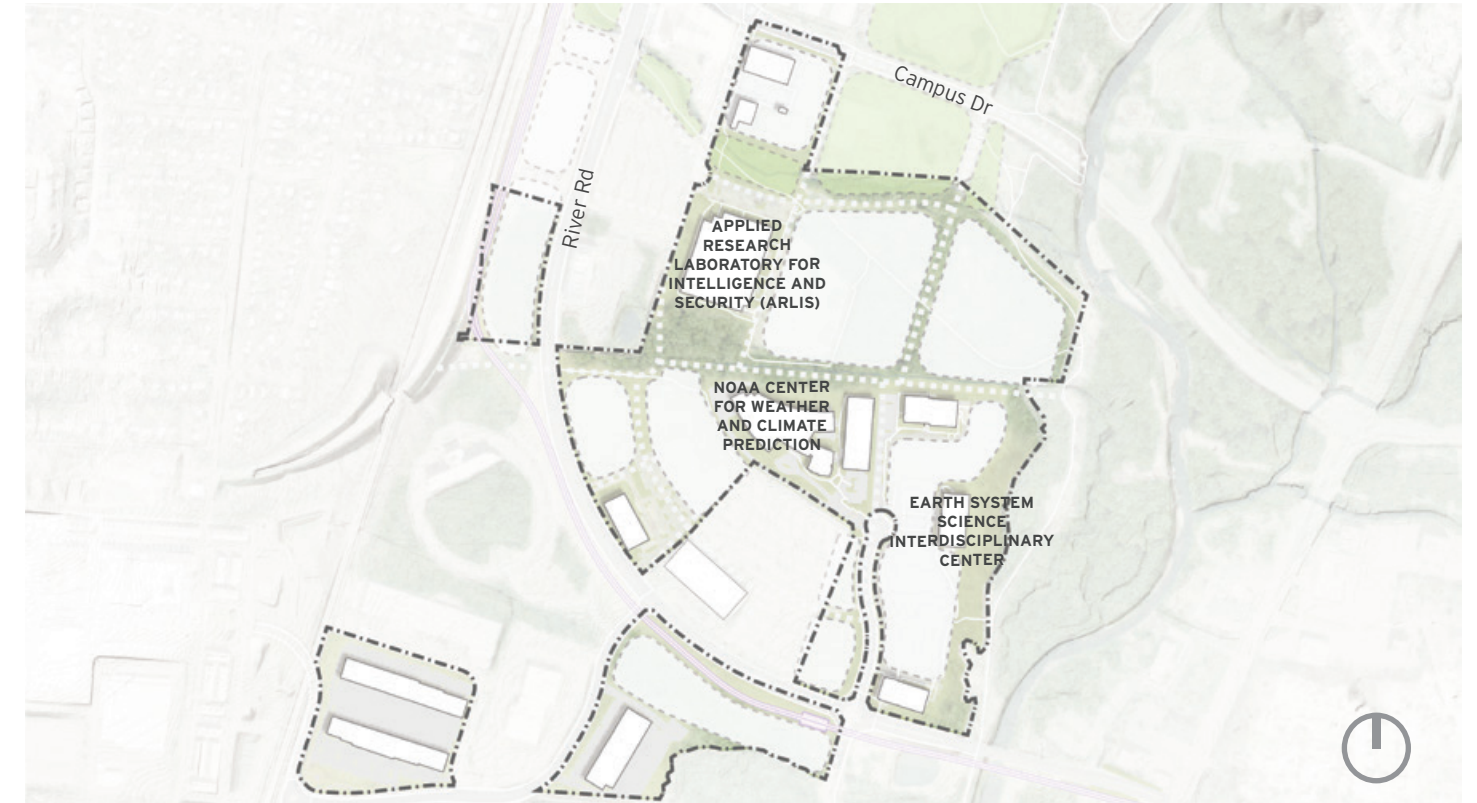 Campus Dr
River Rd
APPLIED
RESEARCH
LABORATORY FOR
INTELLIGENCE AND
SECURITY (ARLIS)
NOAA CENTER
FOR WEATHER
AND CLIMATE
PREDICTION
EARTH SYSTEM
SCIENCE
INTERDISCIPLINARY
CENTER